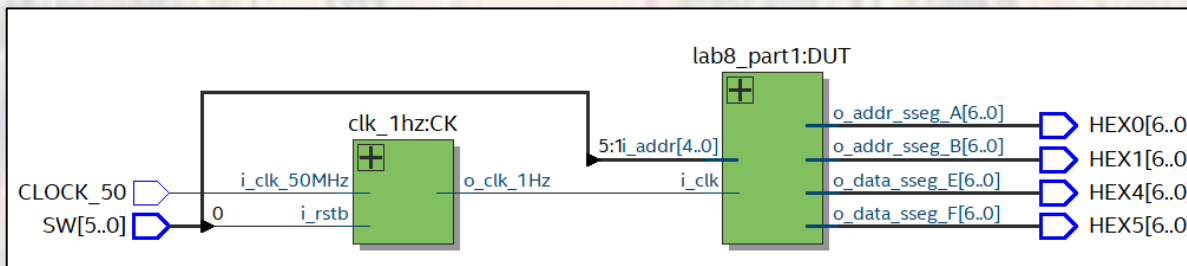 lab8_part1:DUT
clk_1hz:CK
o_addr_sseg_A[6..0]
HEX0[6..0]
5:1
i_addr[4..0]
o_addr_sseg_B[6..0]
HEX1[6..0]
CLOCK_50
i_clk_50MHz
o_clk_1Hz
i_clk
o_data_sseg_E[6..0]
HEX4[6..0]
SW[5..0]
0
i_rstb
o_data_sseg_F[6..0]
HEX5[6..0]